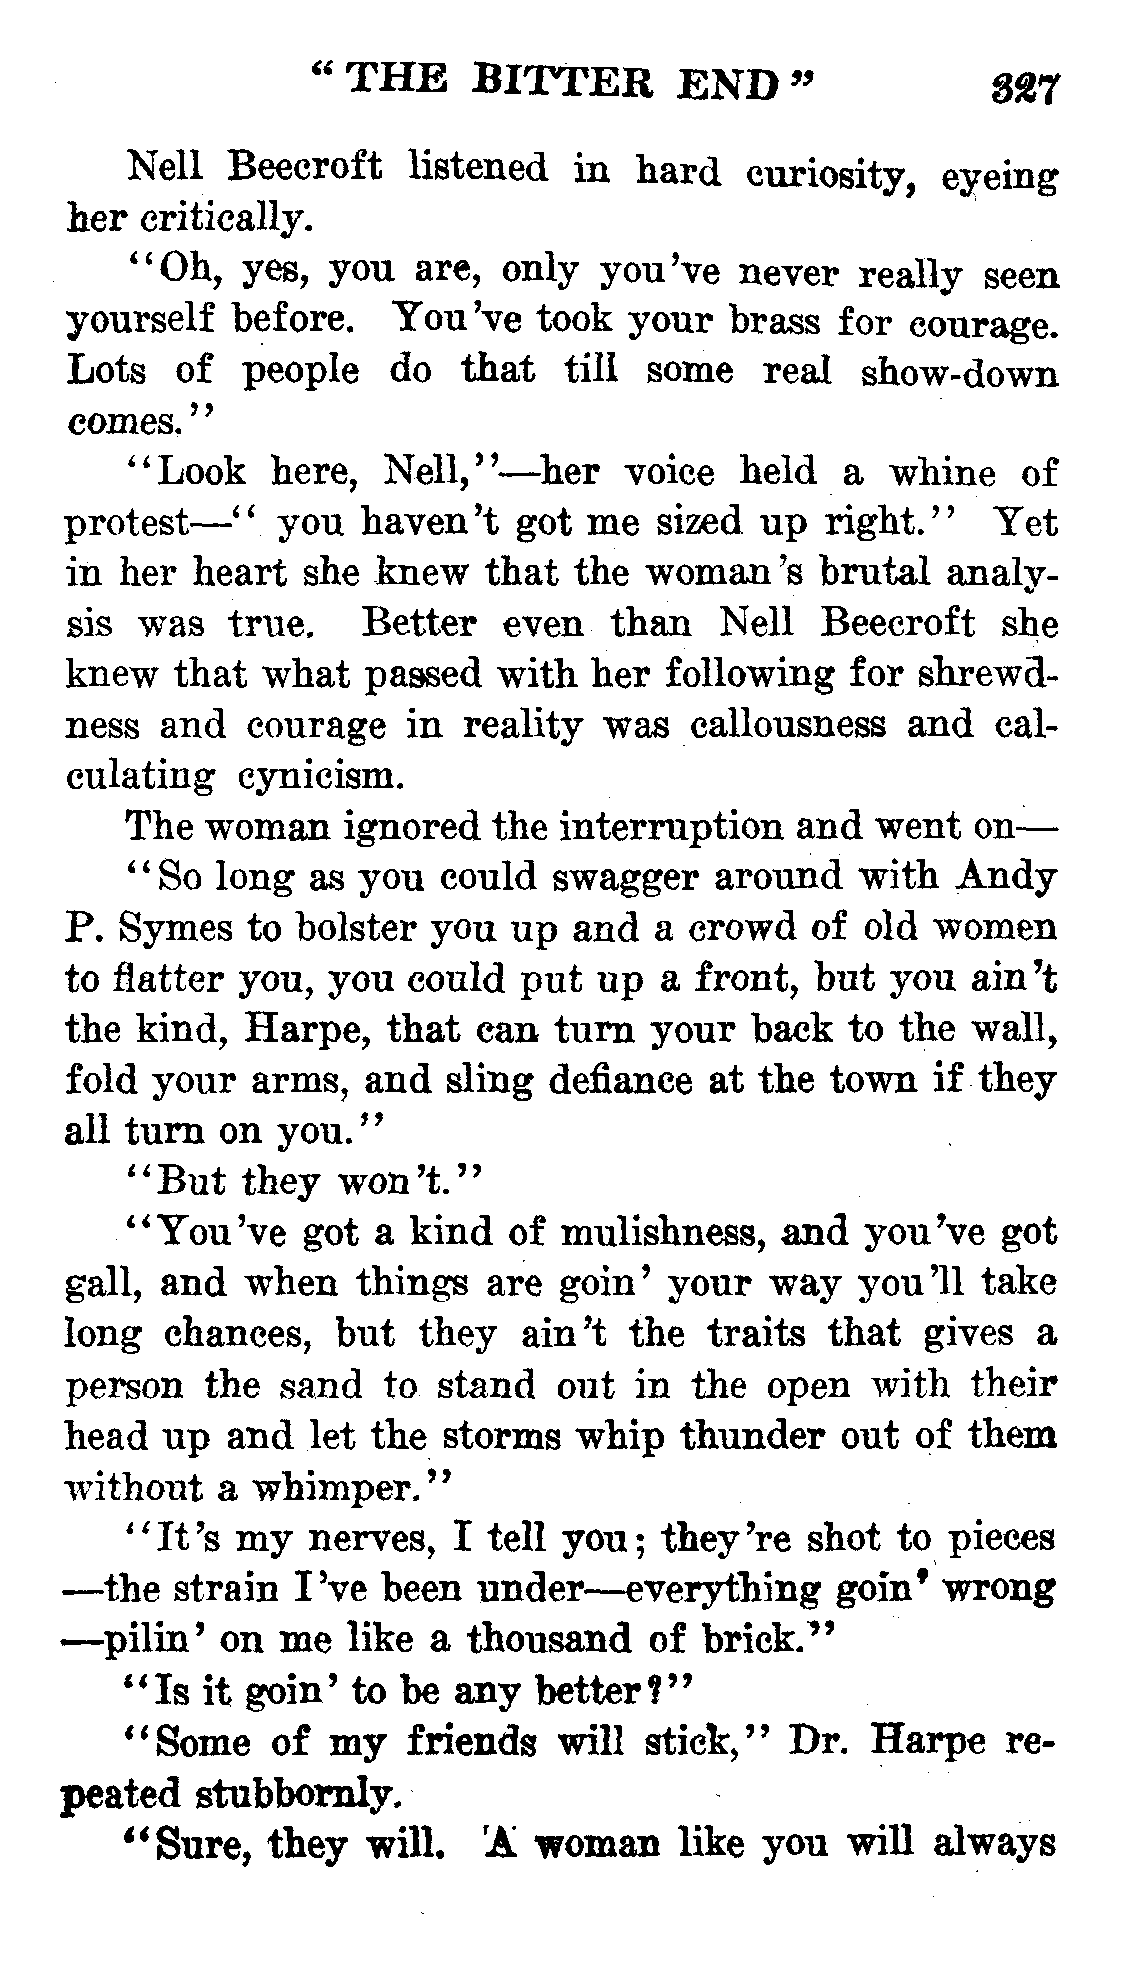 “ THE BITTER END ” 327
Nell Beecroft listened in hard curiosity, eyeing
her critically.
“Oh, yes, you are, only you’ve never really seen
yourself before. You’ve took your brass for courage.
Lots of people do that till some real show-down
comes.”
“Look here, Nell,”—her voice held a whine of
protest—“ you haven’t got me sized up right.” Yet
in her heart she knew that the woman’s brutal analy-
sis was true. Better even than Nell Beecroft she
knew that what passed with her following for shrewd-
ness and courage in reality was callousness and cal-
culating cynicism.
The woman ignored the interruption and went on—
“So long as you could swagger around with Andy
P. Symes to bolster you up and a crowd of old women
to flatter you, you could put up a front, but you ain’t
the kind, Harpe, that can turn your back to the wall,
fold your arms, and sling defiance at the town if they
all turn on you.”
“But they won’t.”
“You’ve got a kind of mulishness, and you’ve got
gall, and when things are goin’ your way you’ll take
long chances, but they ain’t the traits that gives a
person the sand to stand out in the open with their
head up and let the storms whip thunder out of them
without a whimper.”
“It’s my nerves, I tell you; they’re shot to pieces
—the strain I’ve been under—everything goin’ wrong
—pilin’ on me like a thousand of brick.”
“Is it goin’ to be any better?”
“Some of my friends will stick,” Dr. Harpe re-
peated stubbornly.
“Sure, they will. A woman like you will always